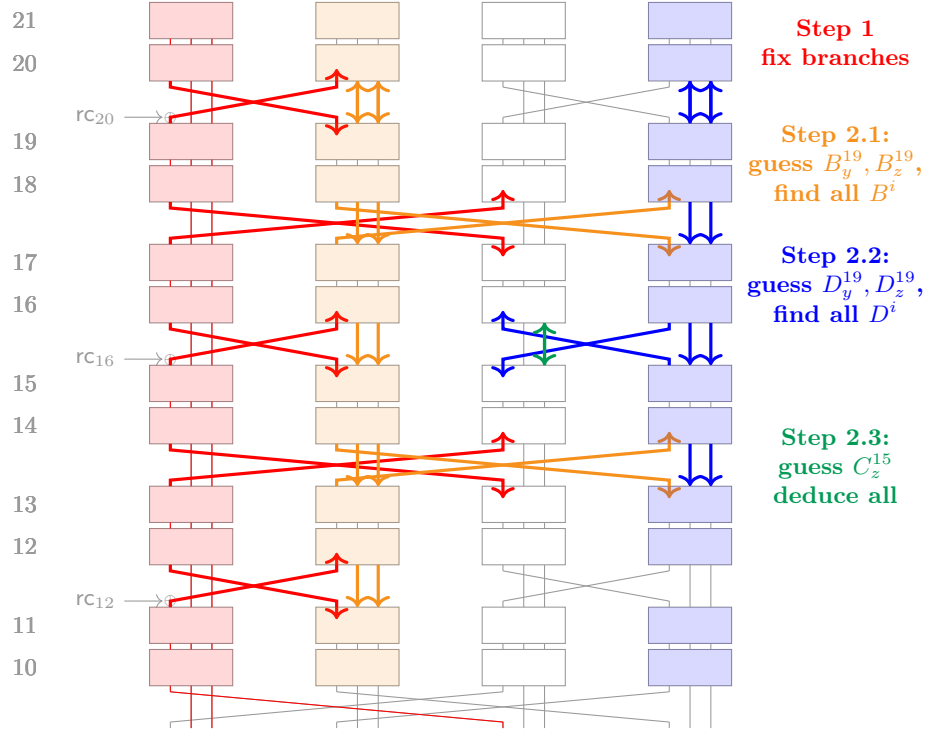 21
Step 1
fix branches
20
rc₂₀
19
Step 2.1:
guess B_y^{19}, B_z^{19},
find all B^i
18
17
Step 2.2:
guess D_y^{19}, D_z^{19},
find all D^i
16
rc₁₆
15
14
Step 2.3:
guess C_z^{15}
deduce all
13
12
rc₁₂
11
10